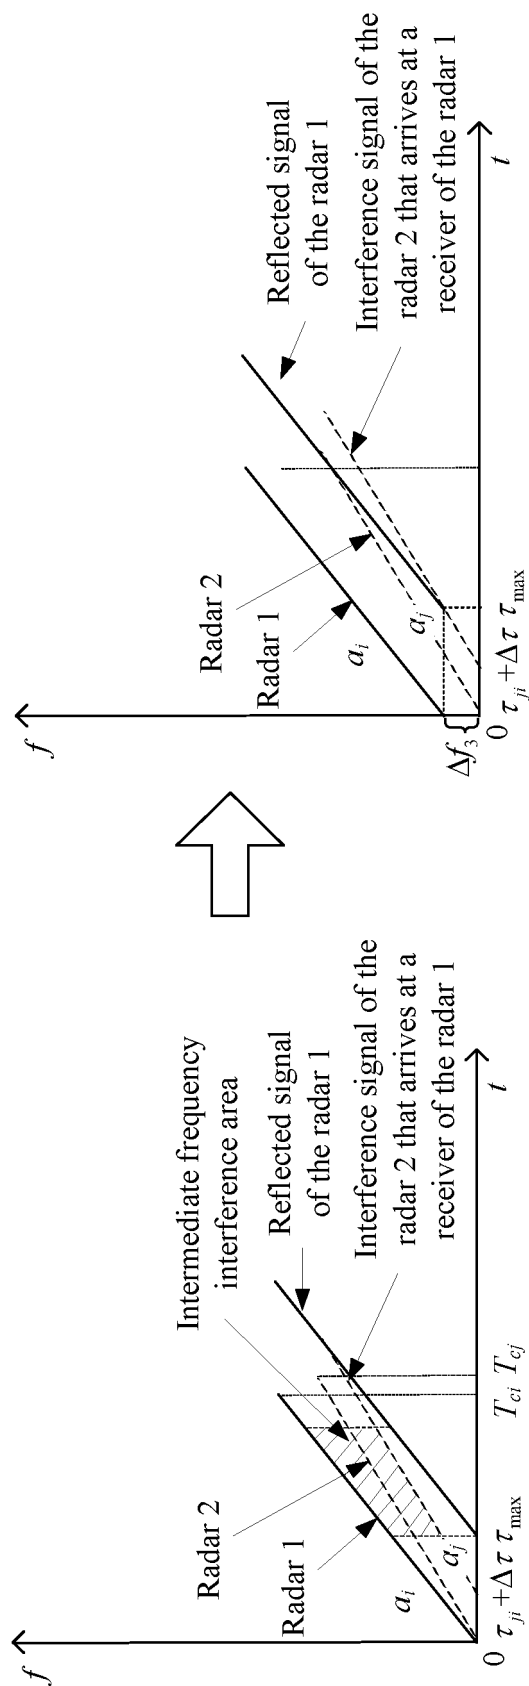 f
Intermediate frequency
interference area
Radar 2
Radar 1
Reflected signal
of the radar 1
Interference signal of the
radar 2 that arrives at a
receiver of the radar 1
a_i
a_j
0 τ_ji + Δτ τ_max
T_ci T_cj
t
f
Radar 2
Radar 1
Reflected signal
of the radar 1
Interference signal of the
radar 2 that arrives at a
receiver of the radar 1
a_i
a_j
Δf_3
0 τ_ji + Δτ τ_max
t